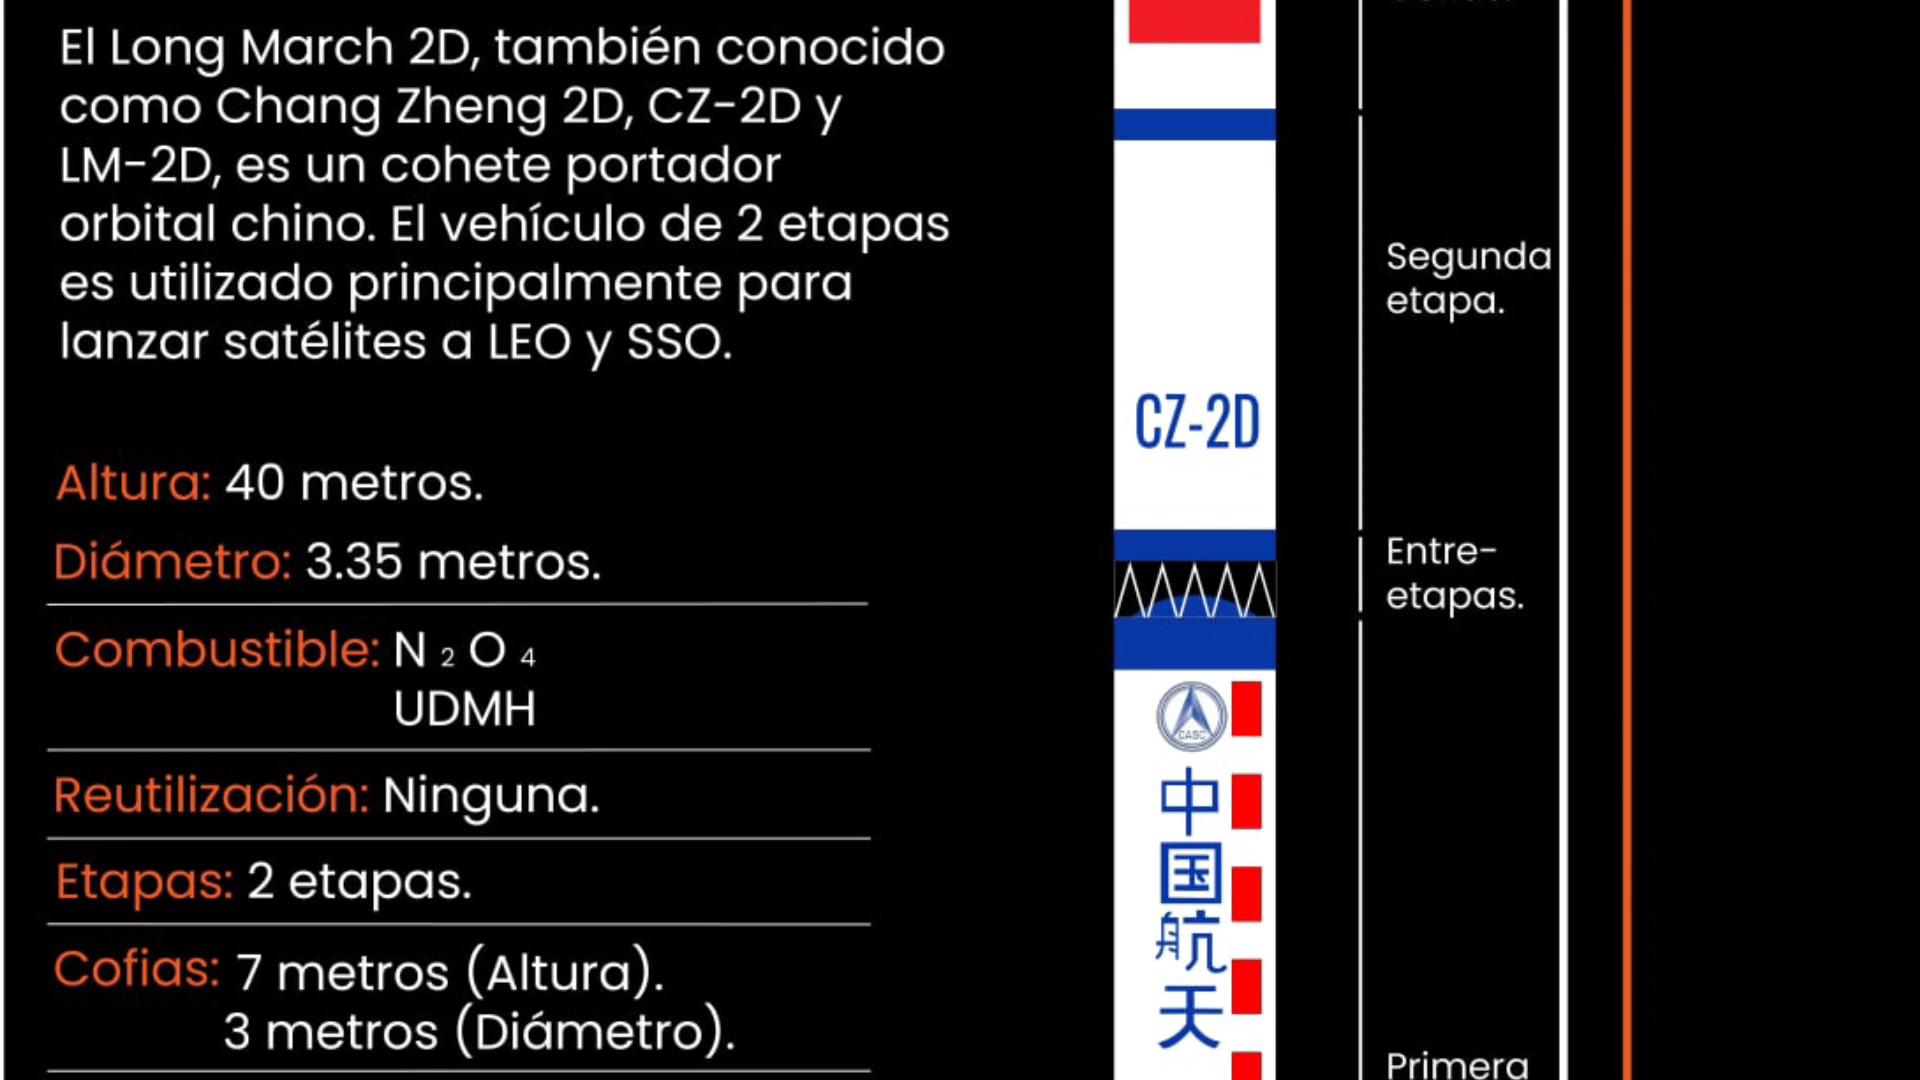 El Long March 2D, también conocido
como Chang Zheng 2D, CZ-2D y
LM-2D, es un cohete portador
orbital chino. El vehículo de 2 etapas
es utilizado principalmente para
lanzar satélites a LEO y SSO.
Altura: 40 metros.
Diámetro: 3.35 metros.
Combustible: N 2 O 4
UDMH
Reutilización: Ninguna.
Etapas: 2 etapas.
Cofias: 7 metros (Altura).
3 metros (Diámetro).
CZ-2D
CASC
中
国
航
天
Segunda
etapa.
Entre-
etapas.
Primera